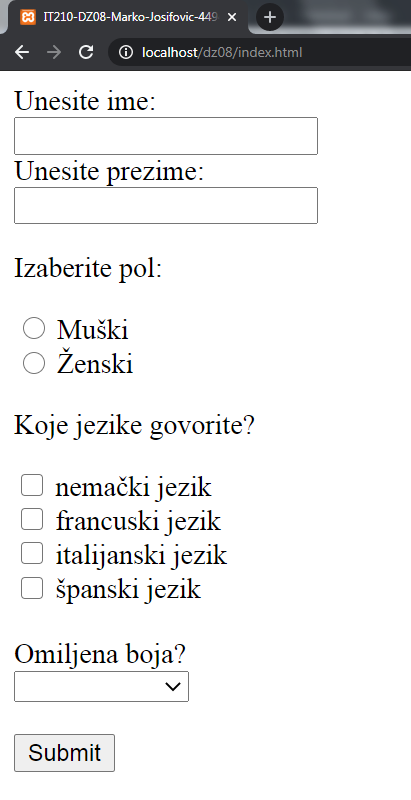 IT210-DZ08-Marko-Josifovic-449
localhost/dz08/index.html
Unesite ime:
Unesite prezime:
Izaberite pol:
Muški
Ženski
Koje jezike govorite?
nemački jezik
francuski jezik
italijanski jezik
španski jezik
Omiljena boja?
Submit